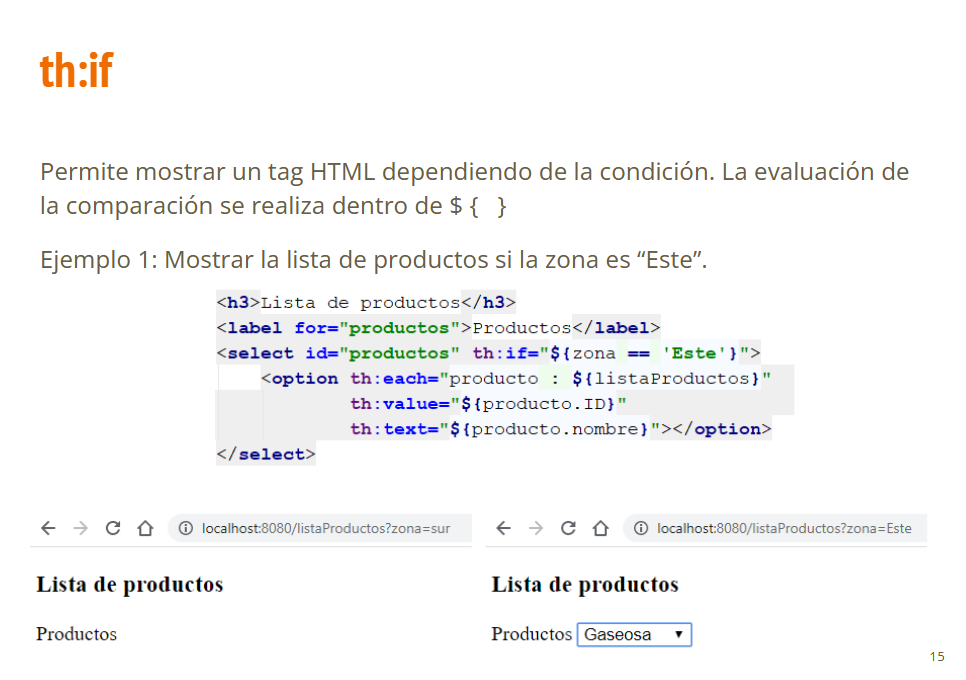 th:if
Permite mostrar un tag HTML dependiendo de la condición. La evaluación de
la comparación se realiza dentro de ${ }
Ejemplo 1: Mostrar la lista de productos si la zona es “Este”.
<h3>Lista de productos</h3>
<label for="productos">Productos</label>
<select id="productos" th:if="${zona == 'Este'}">
    <option th:each="producto : ${listaProductos}"
            th:value="${producto.ID}"
            th:text="${producto.nombre}"></option>
</select>
localhost:8080/listaProductos?zona=sur
Lista de productos
Productos
localhost:8080/listaProductos?zona=Este
Lista de productos
Productos Gaseosa
15